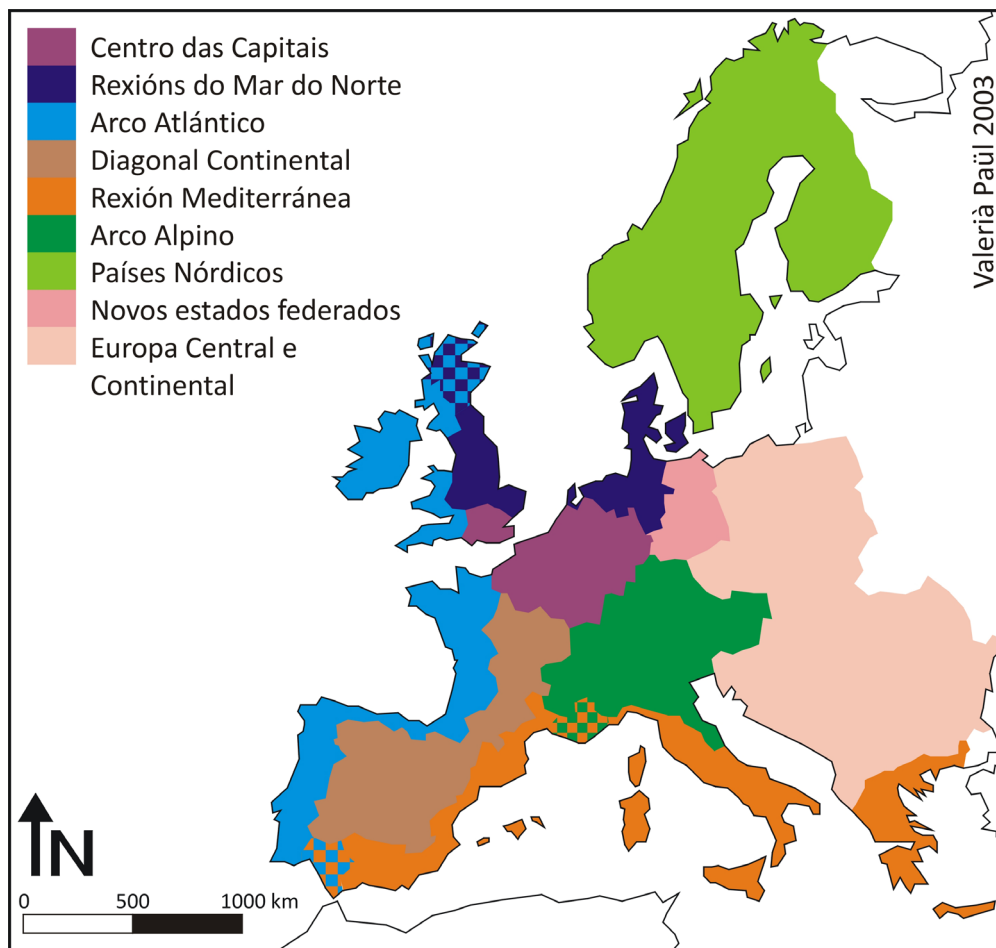 Centro das Capitais
Rexións do Mar do Norte
Arco Atlántico
Diagonal Continental
Rexión Mediterránea
Arco Alpino
Países Nórdicos
Novos estados federados
Europa Central e
Continental
Valerià Paül 2003
N
0 500 1000 km